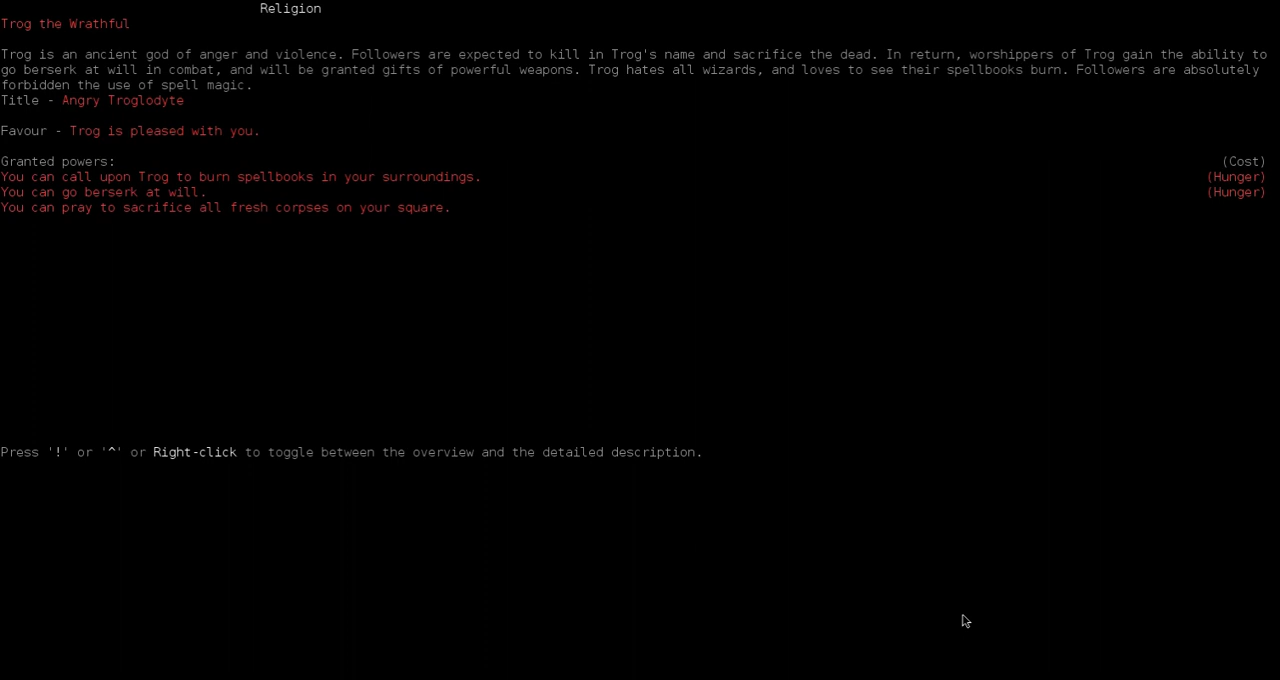 Religion
Trog the Wrathful
Trog is an ancient god of anger and violence. Followers are expected to kill in Trog's name and sacrifice the dead. In return, worshippers of Trog gain the ability to
go berserk at will in combat, and will be granted gifts of powerful weapons. Trog hates all wizards, and loves to see their spellbooks burn. Followers are absolutely
forbidden the use of spell magic.
Title - Angry Troglodyte
Favour - Trog is pleased with you.
Granted powers: (Cost)
You can call upon Trog to burn spellbooks in your surroundings. (Hunger)
You can go berserk at will. (Hunger)
You can pray to sacrifice all fresh corpses on your square.
Press '!' or '^' or Right-click to toggle between the overview and the detailed description.